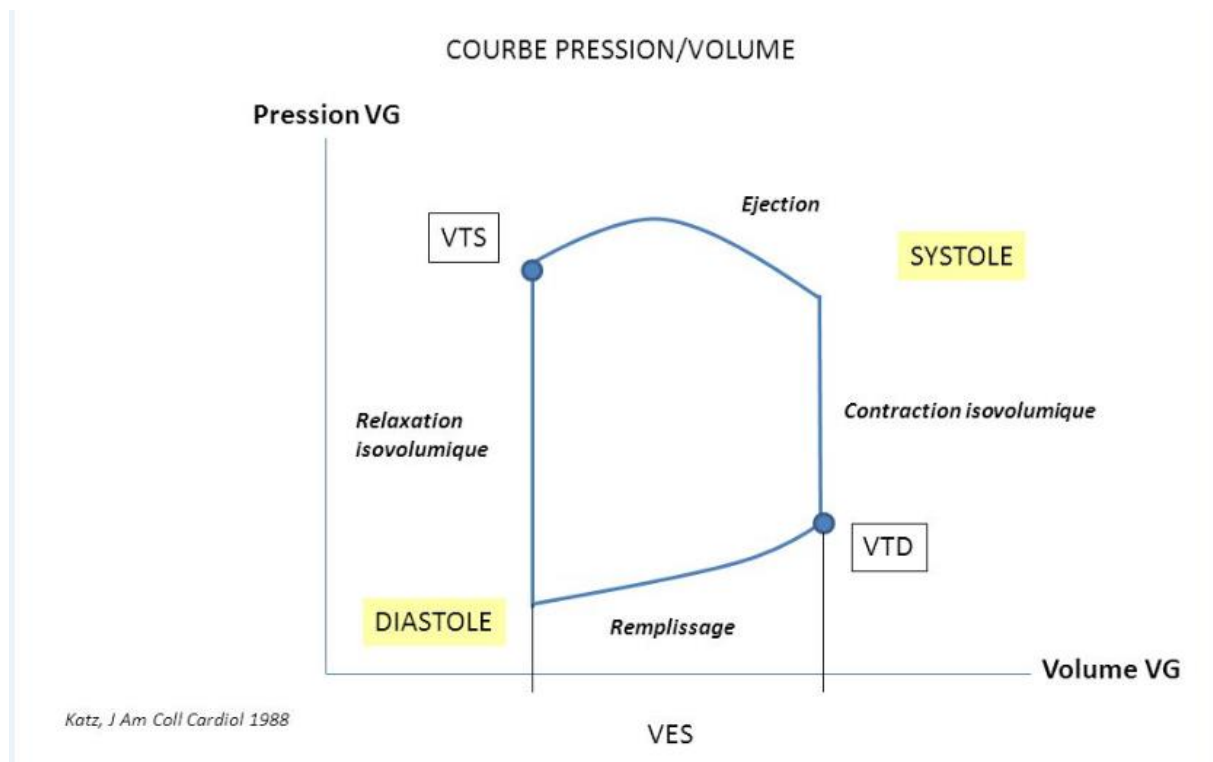 COURBE PRESSION/VOLUME
Pression VG
Ejection
VTS
SYSTOLE
Relaxation
isovolumique
Contraction isovolumique
VTD
DIASTOLE
Remplissage
Volume VG
Katz, J Am Coll Cardiol 1988
VES